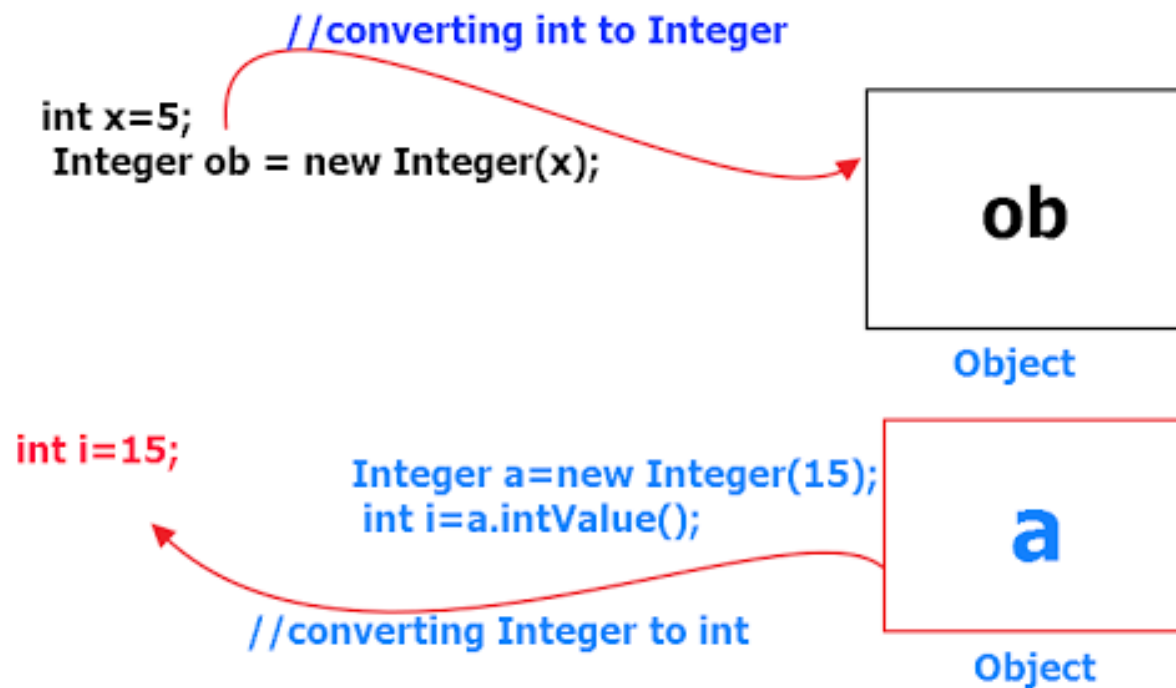 //converting int to Integer
int x=5;
Integer ob = new Integer(x);
ob
Object
int i=15;
Integer a=new Integer(15);
int i=a.intValue();
a
//converting Integer to int
Object